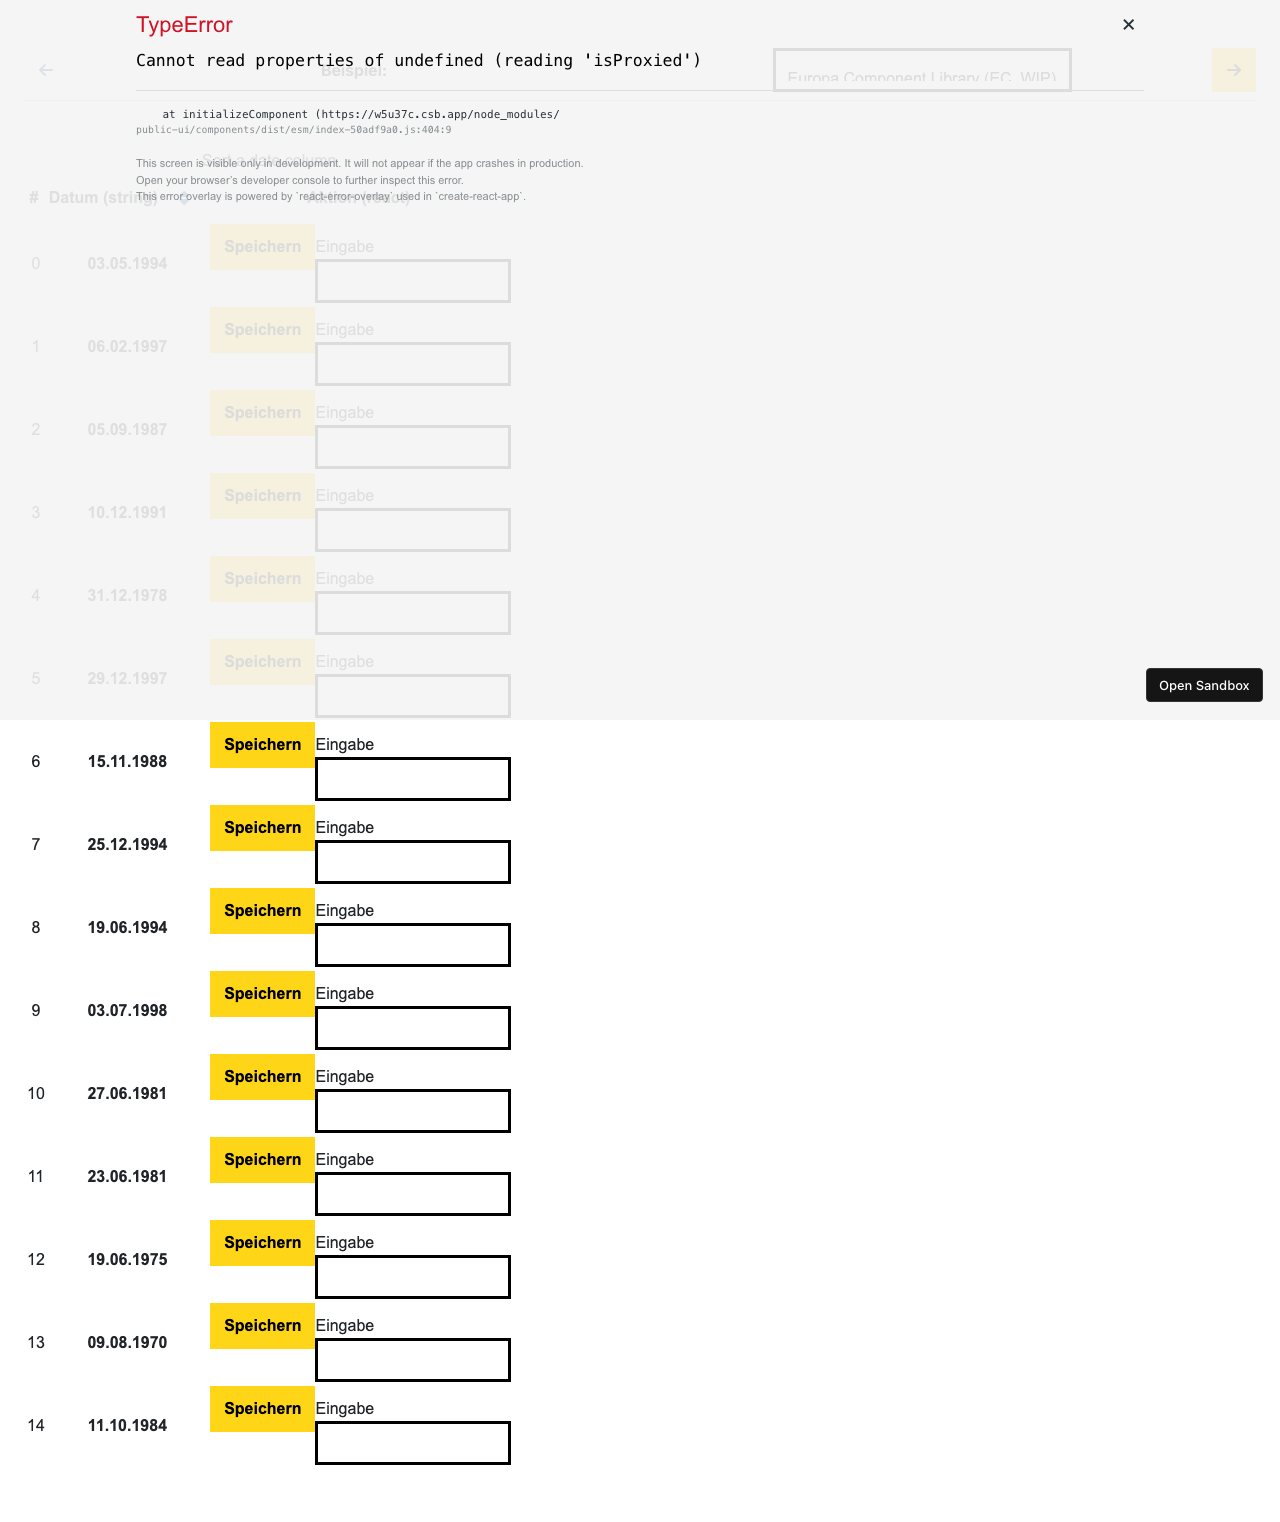 TypeError
Cannot read properties of undefined (reading 'isProxied')
Beispiel:
Europa Component Library (EC, WIP)
at initializeComponent (https://w5u37c.csb.app/node_modules/
public-ui/components/dist/esm/index-50adf9a0.js:404:9
Sort a date column
This screen is visible only in development. It will not appear if the app crashes in production.
Open your browser's developer console to further inspect this error.
This error overlay is powered by `react-error-overlay` used in `create-react-app`.
# Datum (string) Aktion (react)
Speichern Eingabe
0 03.05.1994
Speichern Eingabe
1 06.02.1997
Speichern Eingabe
2 05.09.1987
Speichern Eingabe
3 10.12.1991
Speichern Eingabe
4 31.12.1978
Speichern Eingabe
5 29.12.1997
Open Sandbox
Speichern Eingabe
6 15.11.1988
Speichern Eingabe
7 25.12.1994
Speichern Eingabe
8 19.06.1994
Speichern Eingabe
9 03.07.1998
Speichern Eingabe
10 27.06.1981
Speichern Eingabe
11 23.06.1981
Speichern Eingabe
12 19.06.1975
Speichern Eingabe
13 09.08.1970
Speichern Eingabe
14 11.10.1984